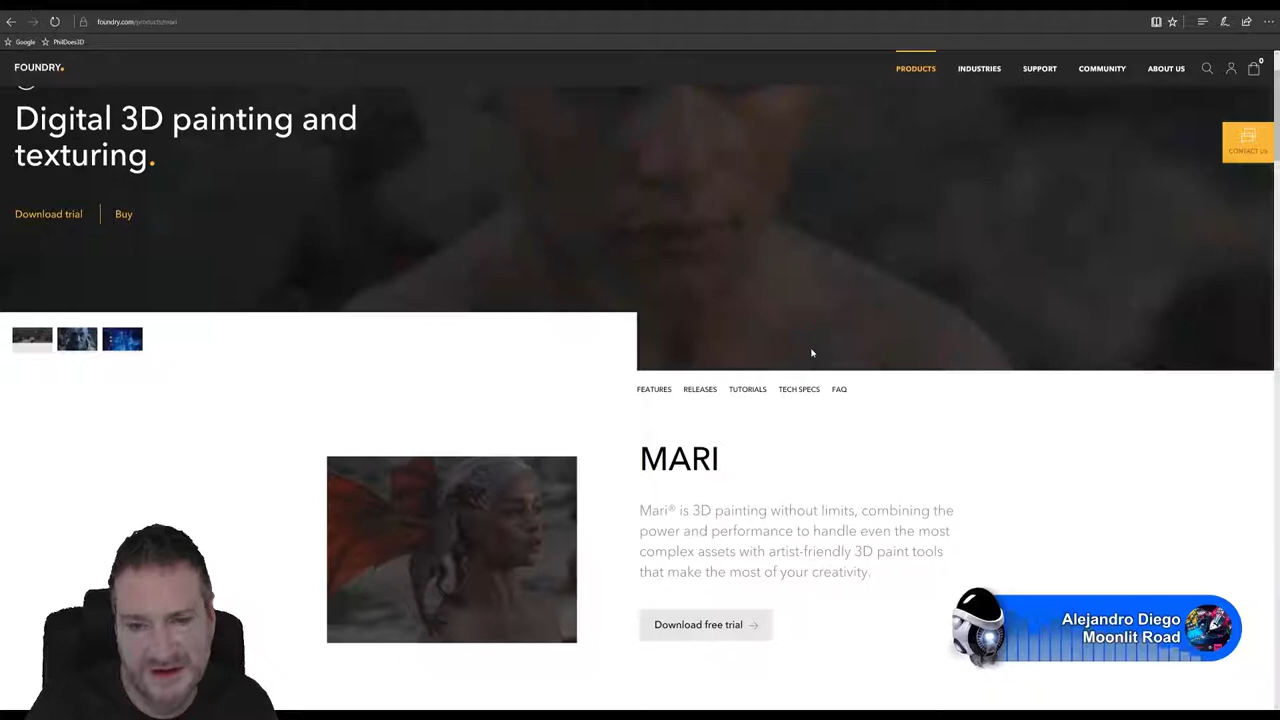 foundry.com/products/mari
Google
PhilDoes3D
FOUNDRY.
PRODUCTS
INDUSTRIES
SUPPORT
COMMUNITY
ABOUT US
0
Digital 3D painting and
texturing.
CONTACT US
Download trial
Buy
FEATURES
RELEASES
TUTORIALS
TECH SPECS
FAQ
MARI
Mari® is 3D painting without limits, combining the
power and performance to handle even the most
complex assets with artist-friendly 3D paint tools
that make the most of your creativity.
Download free trial →
Alejandro Diego
Moonlit Road